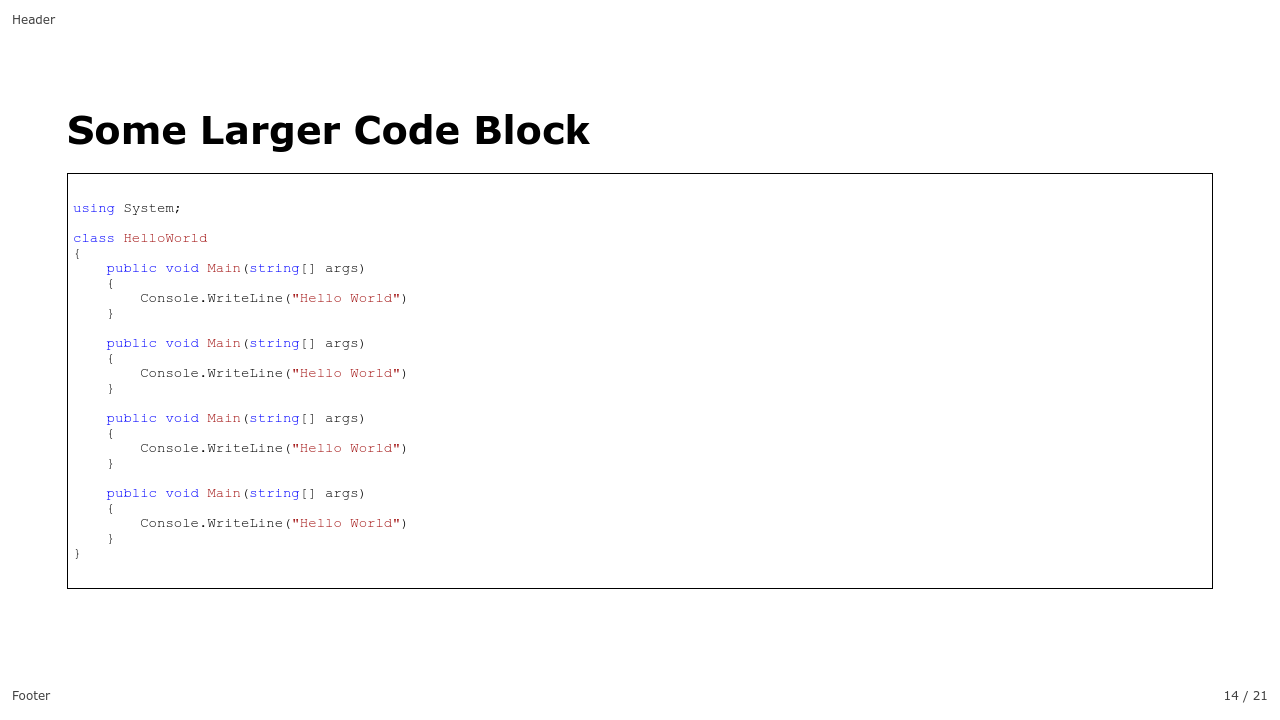 Header
Some Larger Code Block
using System;
class HelloWorld
{
    public void Main(string[] args)
    {
        Console.WriteLine("Hello World")
    }
    public void Main(string[] args)
    {
        Console.WriteLine("Hello World")
    }
    public void Main(string[] args)
    {
        Console.WriteLine("Hello World")
    }
    public void Main(string[] args)
    {
        Console.WriteLine("Hello World")
    }
}
Footer
14 / 21